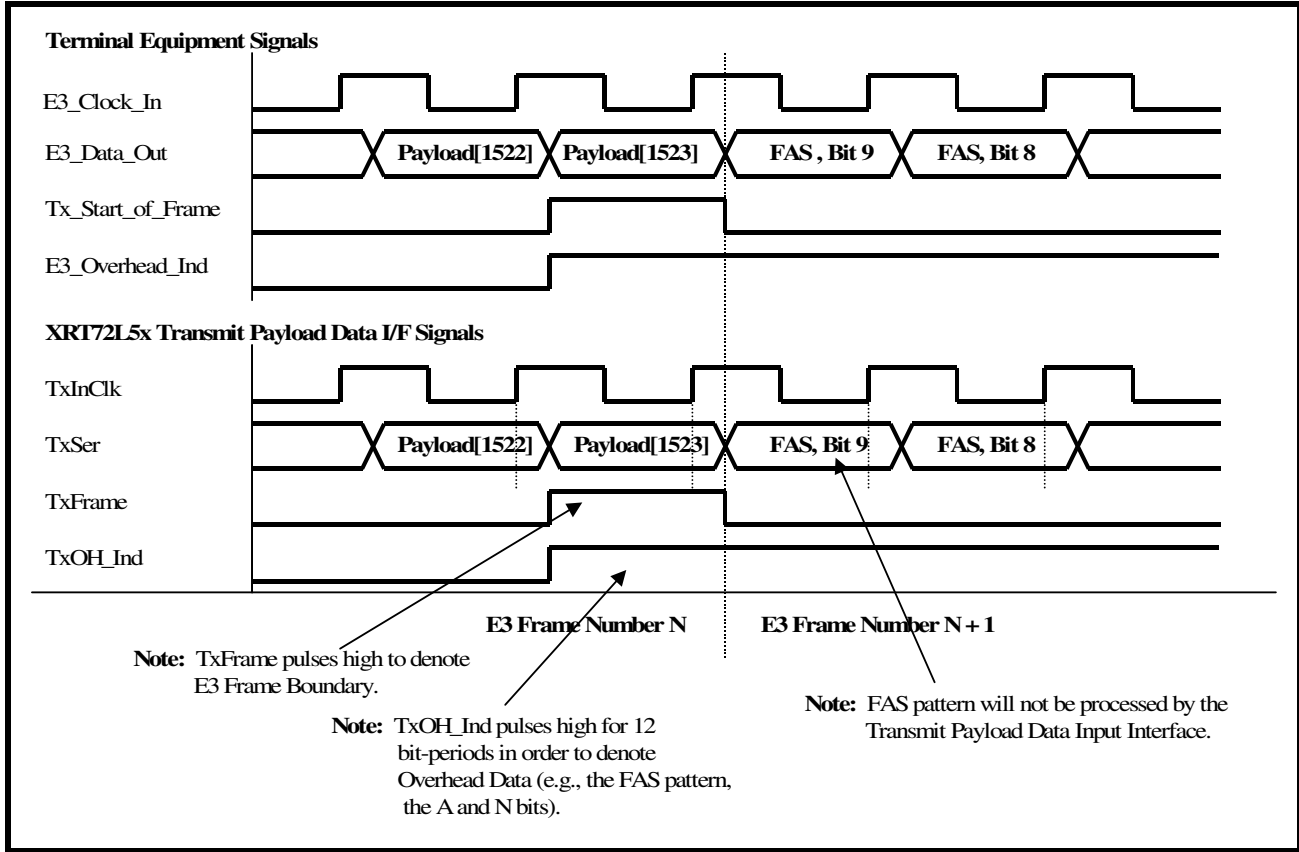 Terminal Equipment Signals
E3_Clock_In
E3_Data_Out
Payload[1522]
Payload[1523]
FAS , Bit 9
FAS, Bit 8
Tx_Start_of_Frame
E3_Overhead_Ind
XRT72L5x Transmit Payload Data I/F Signals
TxInClk
TxSer
Payload[1522]
Payload[1523]
FAS, Bit 9
FAS, Bit 8
TxFrame
TxOH_Ind
E3 Frame Number N
E3 Frame Number N + 1
Note: TxFrame pulses high to denote
E3 Frame Boundary.
Note: TxOH_Ind pulses high for 12
bit-periods in order to denote
Overhead Data (e.g., the FAS pattern,
the A and N bits).
Note: FAS pattern will not be processed by the
Transmit Payload Data Input Interface.